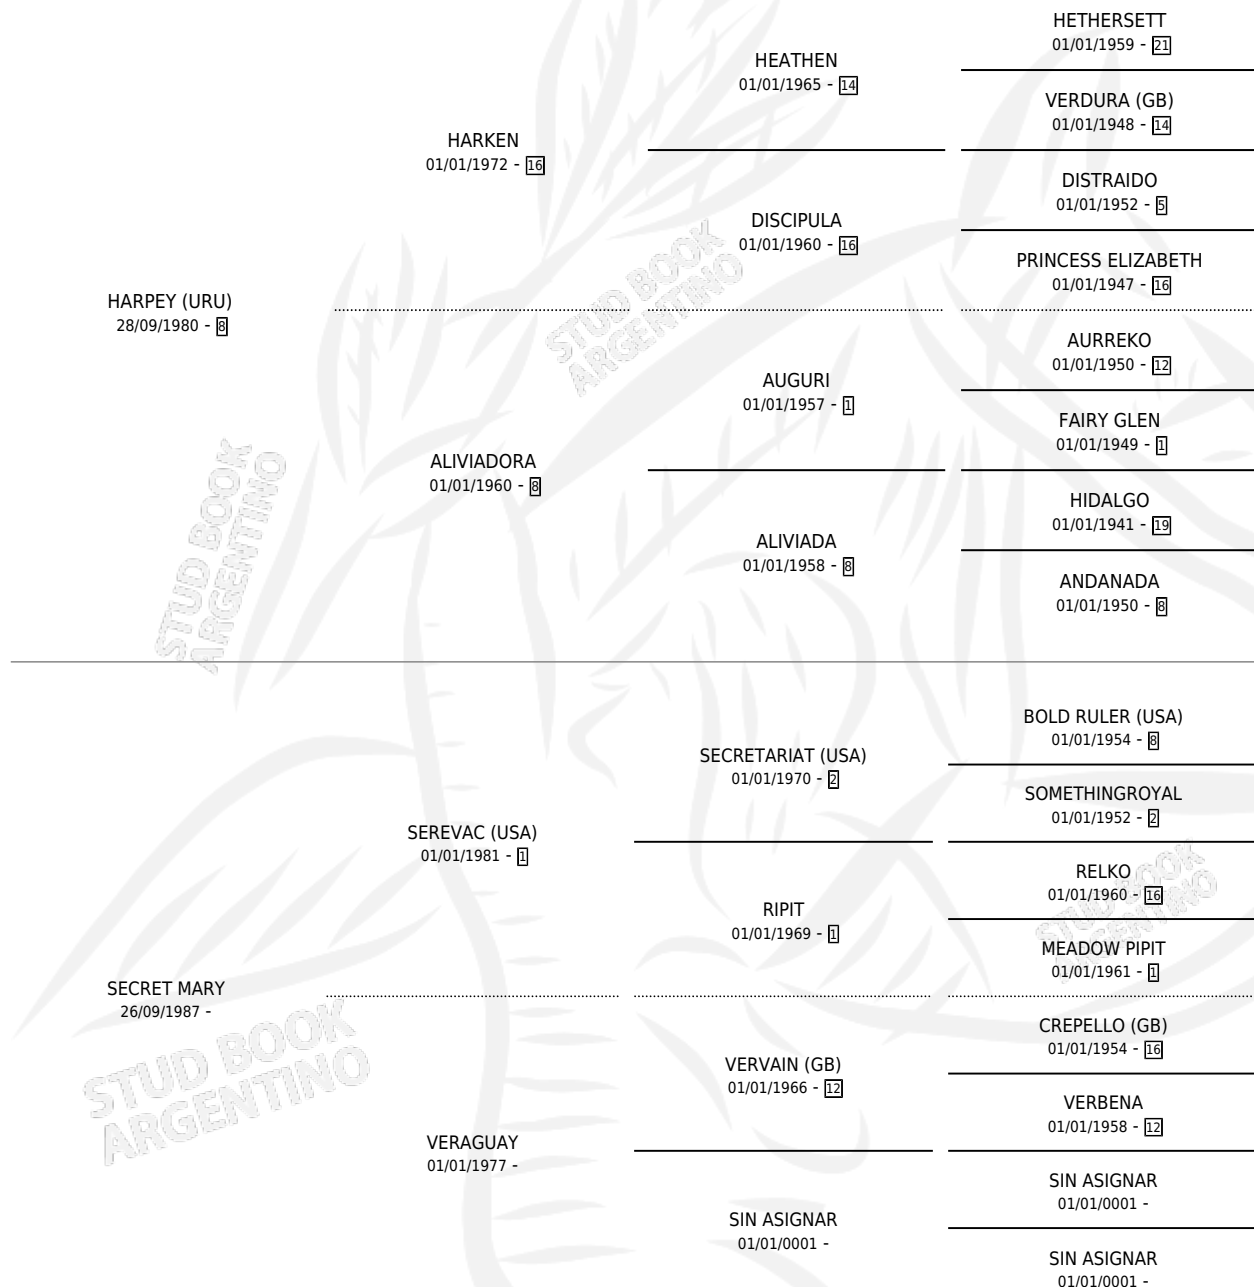 HETHERSETT
01/01/1959 - 21
HEATHEN
01/01/1965 - 14
VERDURA (GB)
01/01/1948 - 14
HARKEN
01/01/1972 - 16
DISTRAIDO
01/01/1952 - 5
DISCIPULA
01/01/1960 - 16
PRINCESS ELIZABETH
01/01/1947 - 16
HARPEY (URU)
28/09/1980 - 8
STUD BOOK
ARGENTINO
AURREKO
01/01/1950 - 12
AUGURI
01/01/1957 - 1
FAIRY GLEN
01/01/1949 - 1
ALIVIADORA
01/01/1960 - 8
HIDALGO
01/01/1941 - 19
ALIVIADA
01/01/1958 - 8
ANDANADA
01/01/1950 - 8
STUD BOOK
ARGENTINO
BOLD RULER (USA)
01/01/1954 - 8
SECRETARIAT (USA)
01/01/1970 - 2
SOMETHINGROYAL
01/01/1952 - 2
SEREVAC (USA)
01/01/1981 - 1
RELKO
01/01/1960 - 16
RIPIT
01/01/1969 - 1
STUD BOOK
ARGENTINO
MEADOW PIPIT
01/01/1961 - 1
SECRET MARY
26/09/1987 -
CREPELLO (GB)
01/01/1954 - 16
VERVAIN (GB)
01/01/1966 - 12
STUD BOOK
ARGENTINO
VERBENA
01/01/1958 - 12
VERAGUAY
01/01/1977 -
SIN ASIGNAR
01/01/0001 -
SIN ASIGNAR
01/01/0001 -
SIN ASIGNAR
01/01/0001 -